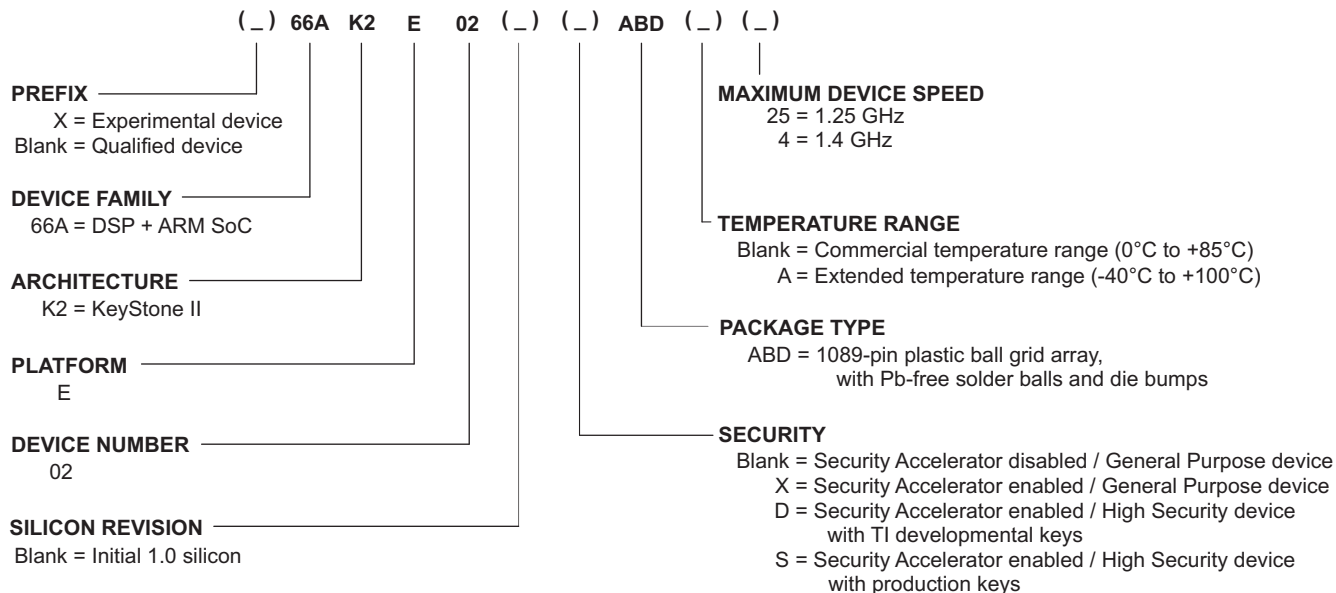 ( _ ) 66A K2 E 02 ( _ ) ( _ ) ABD ( _ ) ( _ )
PREFIX
X = Experimental device
Blank = Qualified device
DEVICE FAMILY
66A = DSP + ARM SoC
ARCHITECTURE
K2 = KeyStone II
PLATFORM
E
DEVICE NUMBER
02
SILICON REVISION
Blank = Initial 1.0 silicon
MAXIMUM DEVICE SPEED
25 = 1.25 GHz
4 = 1.4 GHz
TEMPERATURE RANGE
Blank = Commercial temperature range (0°C to +85°C)
A = Extended temperature range (-40°C to +100°C)
PACKAGE TYPE
ABD = 1089-pin plastic ball grid array,
with Pb-free solder balls and die bumps
SECURITY
Blank = Security Accelerator disabled / General Purpose device
X = Security Accelerator enabled / General Purpose device
D = Security Accelerator enabled / High Security device
with TI developmental keys
S = Security Accelerator enabled / High Security device
with production keys